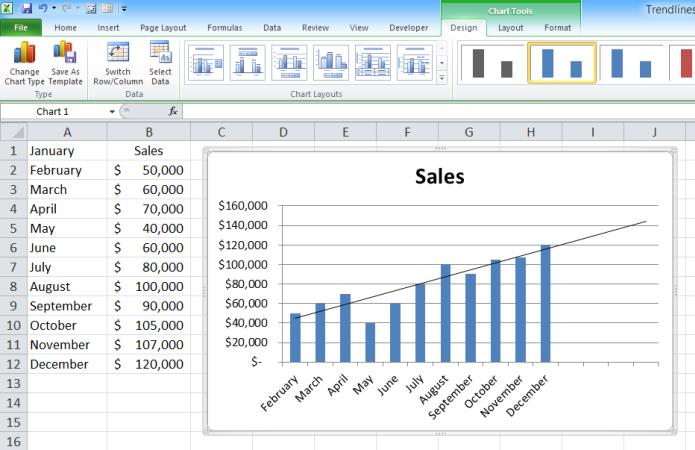 Chart Tools
Trendlines
File Home Insert Page Layout Formulas Data Review View Developer Design Layout Format
Change Chart Type
Save As Template
Switch Row/Column
Select Data
Type Data Chart Layouts
Chart 1 fx
A B C D E F G H I J
1 January Sales
2 February $ 50,000
3 March $ 60,000
4 April $ 70,000
5 May $ 40,000
6 June $ 60,000
7 July $ 80,000
8 August $ 100,000
9 September $ 90,000
10 October $ 105,000
11 November $ 107,000
12 December $ 120,000
13
14
15
16
Sales
$160,000
$140,000
$120,000
$100,000
$80,000
$60,000
$40,000
$20,000
$-
February March April May June July August September October November December